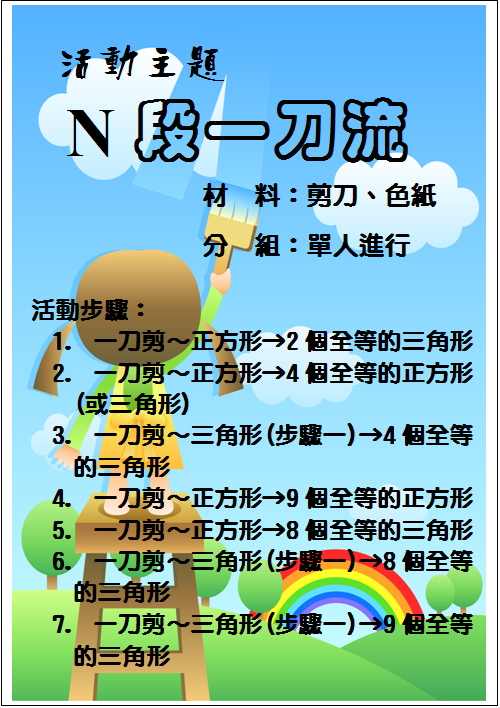 活動主題
N 段一刀流
材　料：剪刀、色紙
分　組：單人進行
活動步驟：
1. 一刀剪～正方形→2 個全等的三角形
2. 一刀剪～正方形→4 個全等的正方形
(或三角形)
3. 一刀剪～三角形(步驟一)→4 個全等
的三角形
4. 一刀剪～正方形→9 個全等的正方形
5. 一刀剪～正方形→8 個全等的三角形
6. 一刀剪～三角形(步驟一)→8 個全等
的三角形
7. 一刀剪～三角形(步驟一)→9 個全等
的三角形